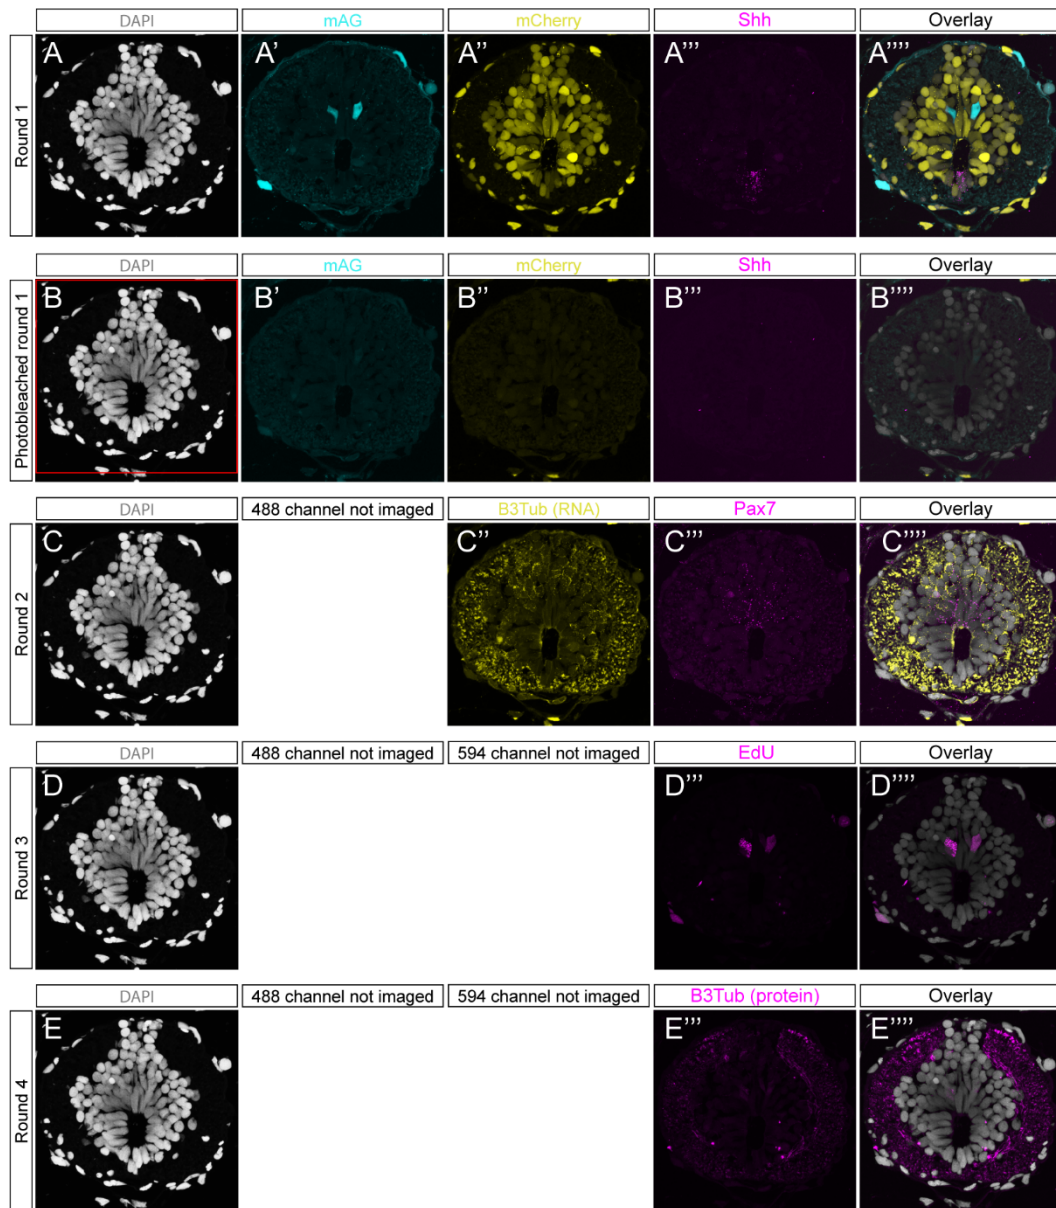 DAPI mAG mCherry Shh Overlay
Round 1
A A' A'' A''' A''''
DAPI mAG mCherry Shh Overlay
Photobleached round 1
B B' B'' B''' B''''
DAPI 488 channel not imaged B3Tub (RNA) Pax7 Overlay
Round 2
C C'' C''' C''''
DAPI 488 channel not imaged 594 channel not imaged EdU Overlay
Round 3
D D''' D''''
DAPI 488 channel not imaged 594 channel not imaged B3Tub (protein) Overlay
Round 4
E E''' E''''